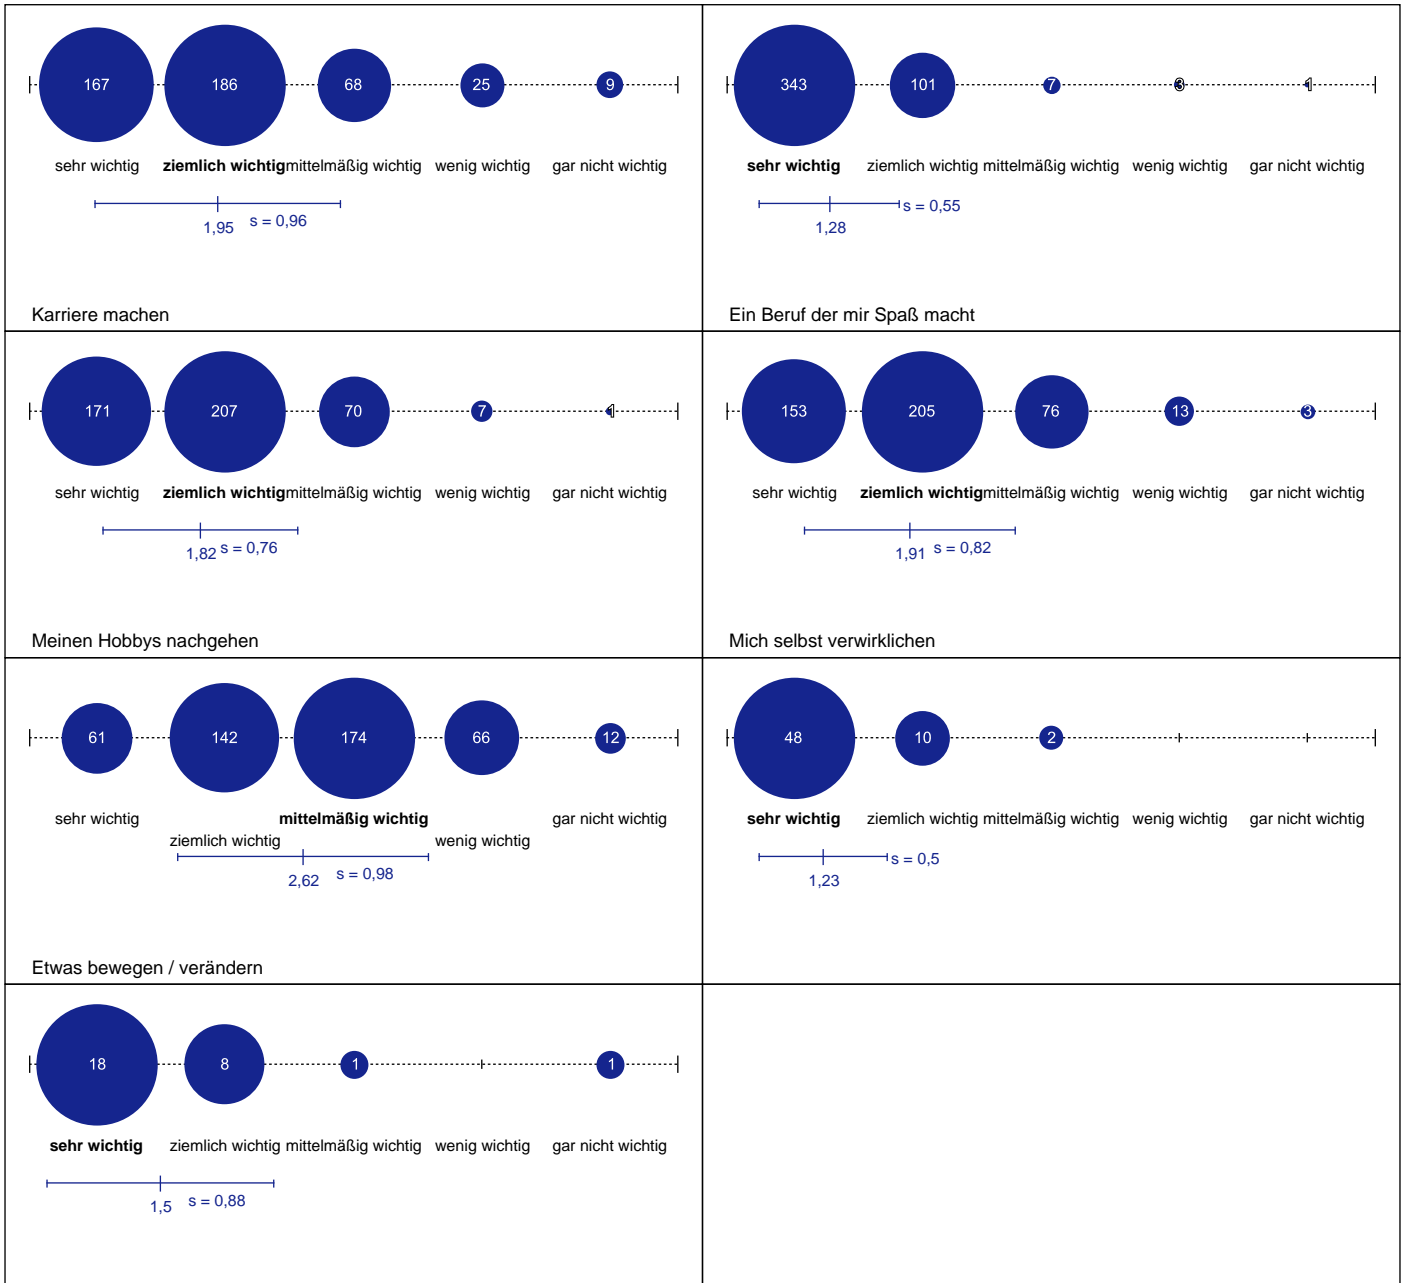 167 186 68 25 9
sehr wichtig ziemlich wichtig mittelmäßig wichtig wenig wichtig gar nicht wichtig
s = 0,96
1,95
Karriere machen
343 101 7 3 1
sehr wichtig ziemlich wichtig mittelmäßig wichtig wenig wichtig gar nicht wichtig
s = 0,55
1,28
Ein Beruf der mir Spaß macht
171 207 70 7 1
sehr wichtig ziemlich wichtig mittelmäßig wichtig wenig wichtig gar nicht wichtig
1,82 s = 0,76
Meinen Hobbys nachgehen
153 205 76 13 3
sehr wichtig ziemlich wichtig mittelmäßig wichtig wenig wichtig gar nicht wichtig
1,91 s = 0,82
Mich selbst verwirklichen
61 142 174 66 12
sehr wichtig mittelmäßig wichtig gar nicht wichtig
ziemlich wichtig wenig wichtig
s = 0,98
2,62
Etwas bewegen / verändern
48 10 2
sehr wichtig ziemlich wichtig mittelmäßig wichtig wenig wichtig gar nicht wichtig
s = 0,5
1,23
18 8 1 1
sehr wichtig ziemlich wichtig mittelmäßig wichtig wenig wichtig gar nicht wichtig
1,5 s = 0,88